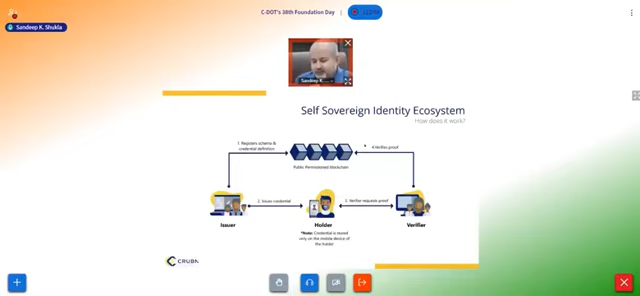 C-DOT's 38th Foundation Day
Sandeep K. Shukla
Sandeep K
Self Sovereign Identity Ecosystem
How does it work?
1. Registers schema &
credential definition
4.Verifies proof
Public Permissioned blockchain
2. Issues credential
3. Verifier requests proof
Issuer
Holder
Verifier
*Note: Credential is stored
only on the mobile device of
the holder